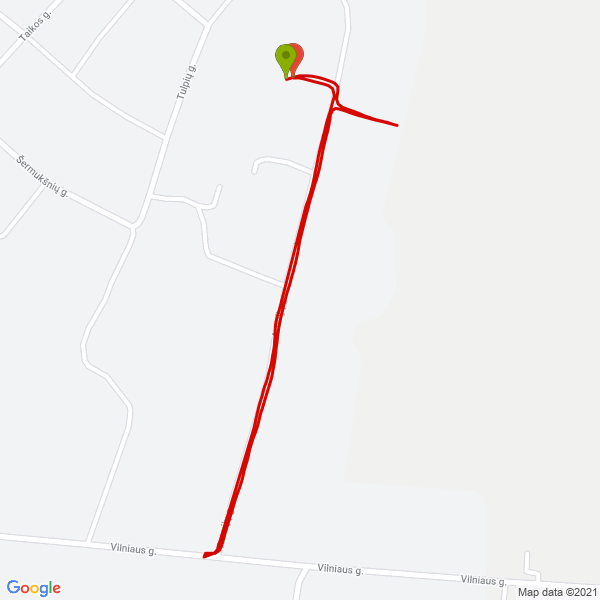 Taikos g.
Tulpių g.
Šermukšnių g.
Vilniaus g.
Vilniaus g.
Vilniaus g.
Google
Map data ©2021